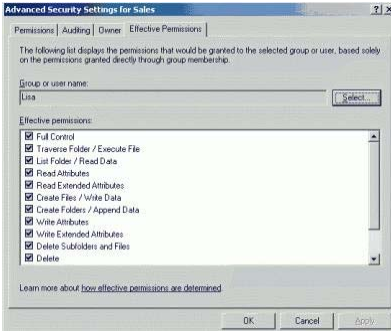 Advanced Security Settings for Sales
Permissions Auditing Owner Effective Permissions
The following list displays the permissions that would be granted to the selected group or user, based solely
on the permissions granted directly through group membership.
Group or user name:
Lisa
Select...
Effective permissions:
Full Control
Traverse Folder / Execute File
List Folder / Read Data
Read Attributes
Read Extended Attributes
Create Files / Write Data
Create Folders / Append Data
Write Attributes
Write Extended Attributes
Delete Subfolders and Files
Delete
Learn more about how effective permissions are determined.
OK Cancel Apply